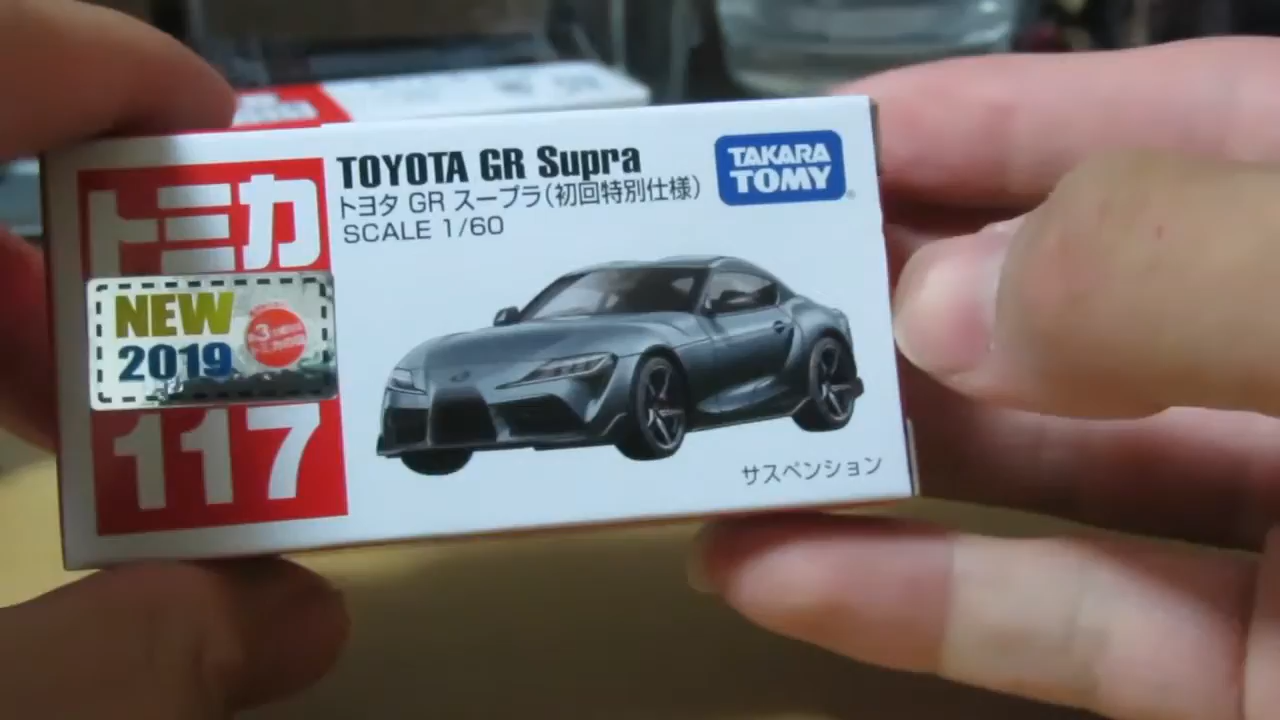 トミカ
NEW
2019
117
TOYOTA GR Supra
トヨタ GR スープラ(初回特別仕様)
SCALE 1/60
TAKARA
TOMY
サスペンション